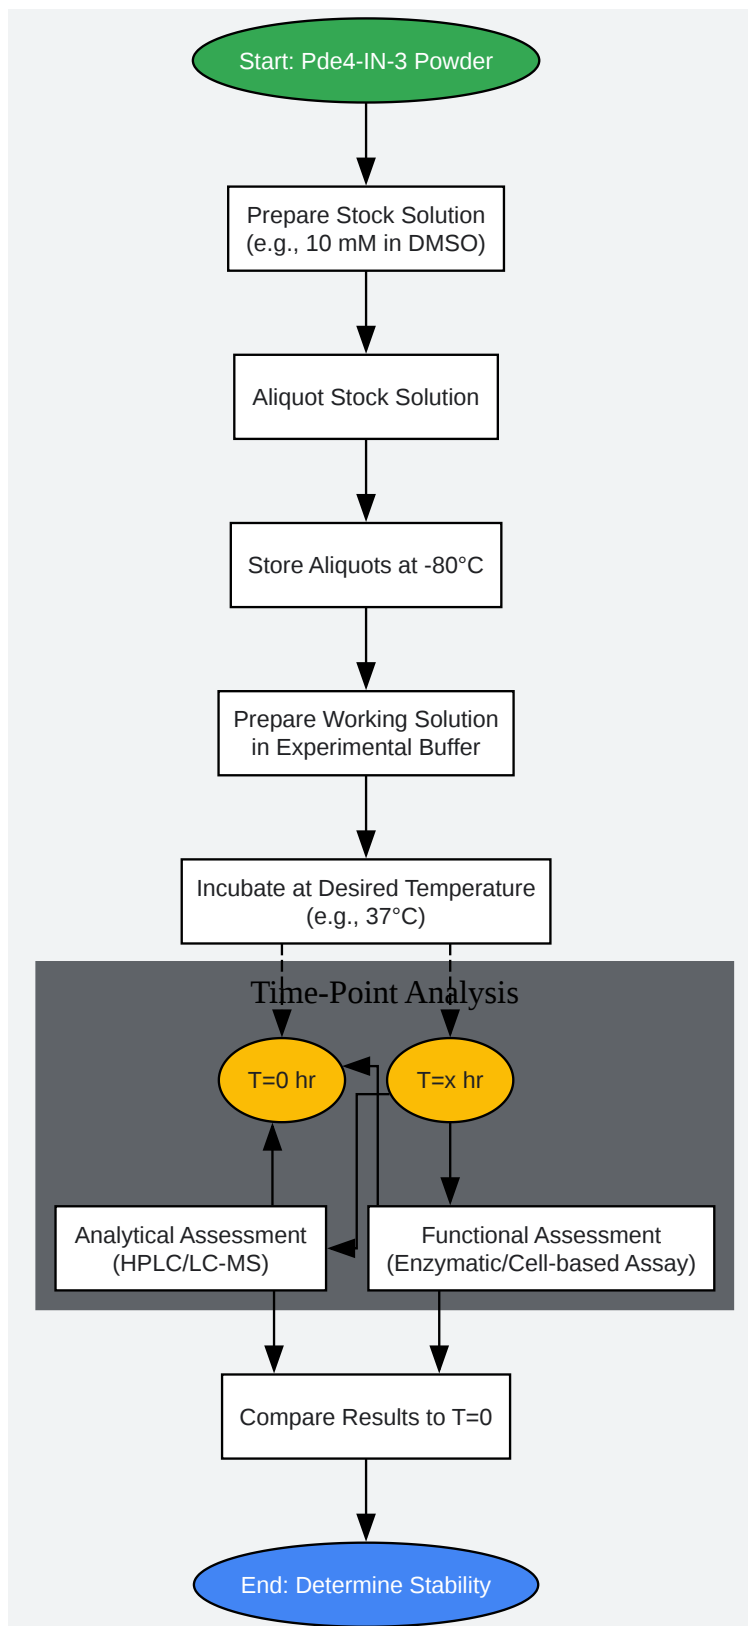 Start: Pde4-IN-3 Powder
Prepare Stock Solution
(e.g., 10 mM in DMSO)
Aliquot Stock Solution
Store Aliquots at -80°C
Prepare Working Solution
in Experimental Buffer
Incubate at Desired Temperature
(e.g., 37°C)
Time-Point Analysis
T=0 hr
T=x hr
Analytical Assessment
(HPLC/LC-MS)
Functional Assessment
(Enzymatic/Cell-based Assay)
Compare Results to T=0
End: Determine Stability